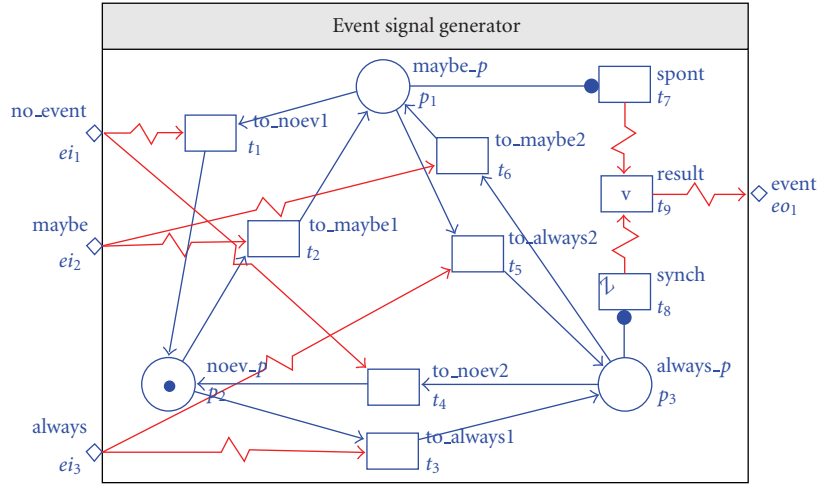 Event signal generator
maybe_p
p1
spont
t7
no_event
ei1
to_noev1
t1
to_maybe2
t6
result
v
t9
event
eo1
maybe
ei2
to_maybe1
t2
to_always2
t5
synch
t8
noev_p
p2
to_noev2
t4
always_p
p3
always
ei3
to_always1
t3